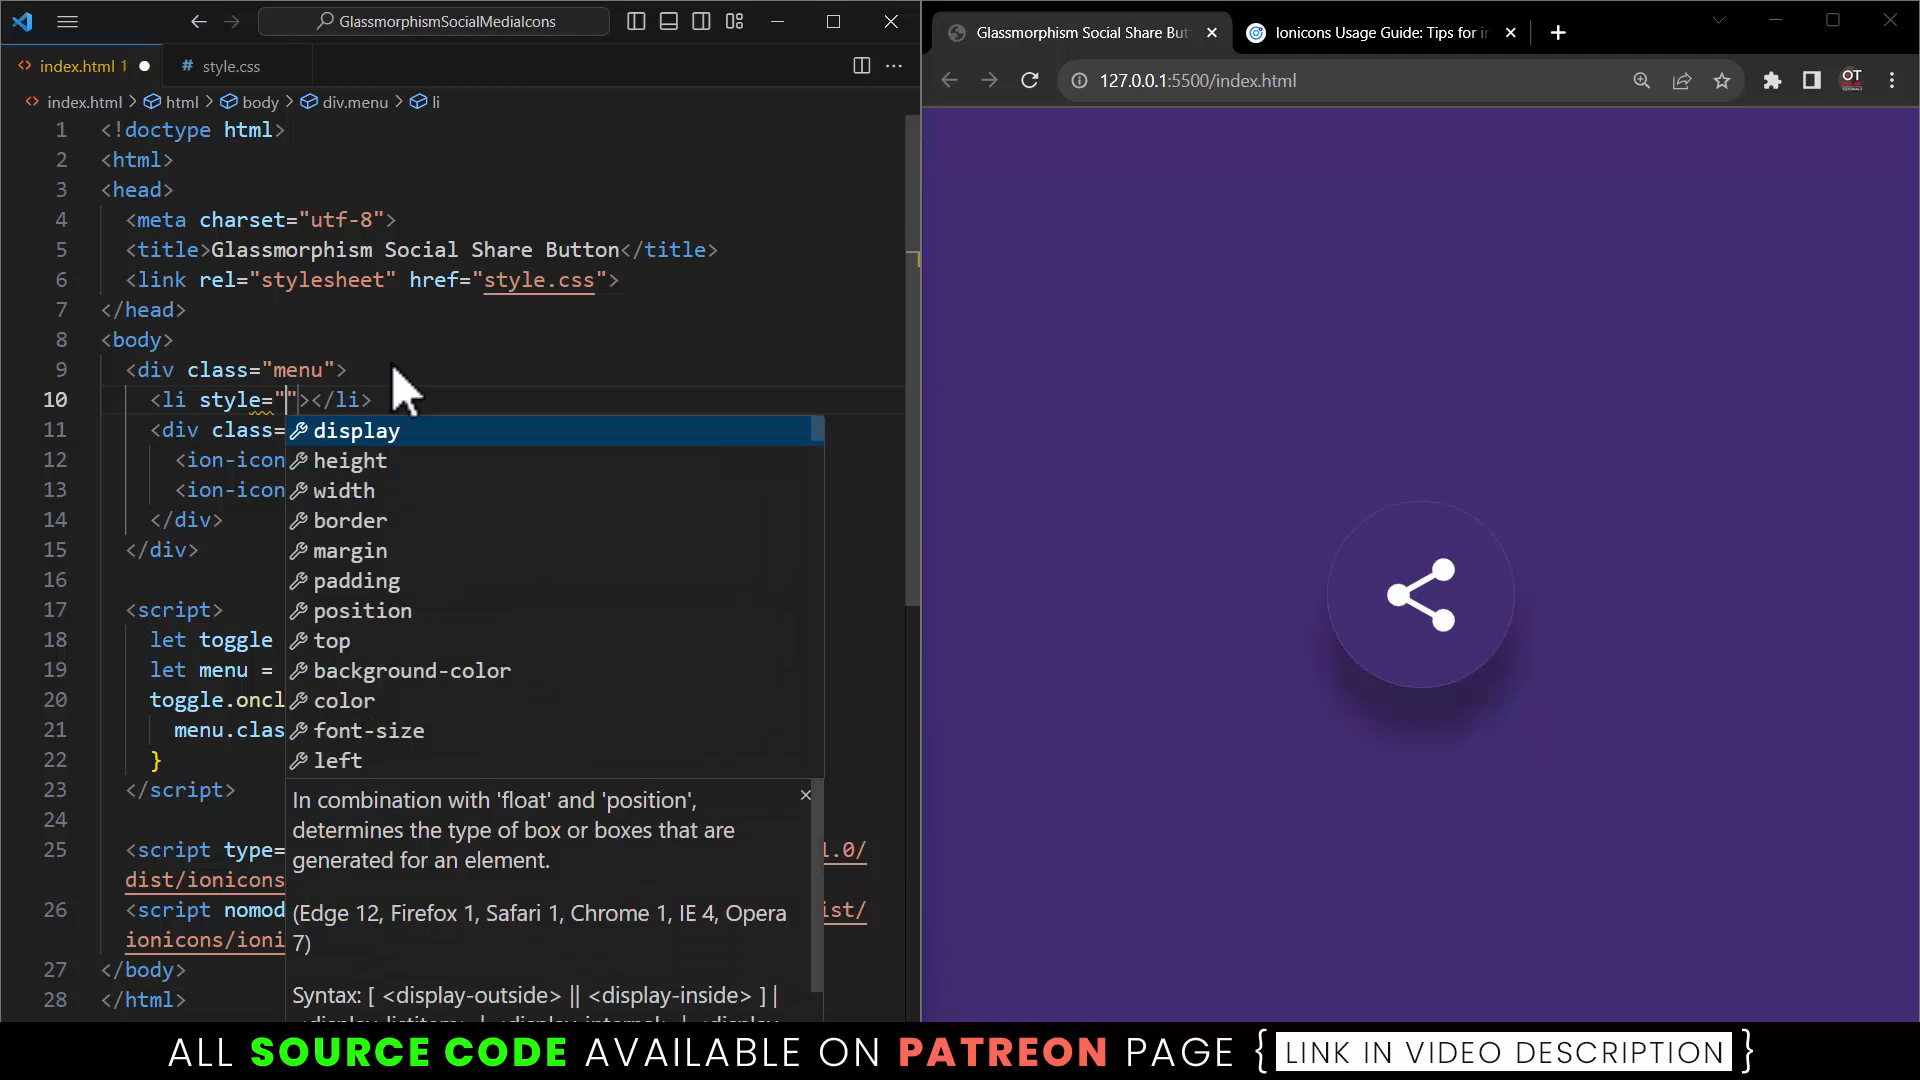 GlassmorphismSocialMediaIcons
index.html 1
# style.css
index.html > html > body > div.menu > li
1 <!doctype html>
2 <html>
3 <head>
4 <meta charset="utf-8">
5 <title>Glassmorphism Social Share Button</title>
6 <link rel="stylesheet" href="style.css">
7 </head>
8 <body>
9 <div class="menu">
10 <li style=""></li>
11 <div class=
12 <ion-icon
13 <ion-icon
14 </div>
15 </div>
16
17 <script>
18 let toggle
19 let menu =
20 toggle.oncl
21 menu.clas
22 }
23 </script>
24
25 <script type= 1.0/
dist/ionicons
26 <script nomod ist/
ionicons/ioni
27 </body>
28 </html>
display
height
width
border
margin
padding
position
top
background-color
color
font-size
left
In combination with 'float' and 'position',
determines the type of box or boxes that are
generated for an element.
(Edge 12, Firefox 1, Safari 1, Chrome 1, IE 4, Opera
7)
Syntax: [ <display-outside> || <display-inside> ] |
Glassmorphism Social Share But
Ionicons Usage Guide: Tips for i
127.0.0.1:5500/index.html
OT
ALL SOURCE CODE AVAILABLE ON PATREON PAGE { LINK IN VIDEO DESCRIPTION }